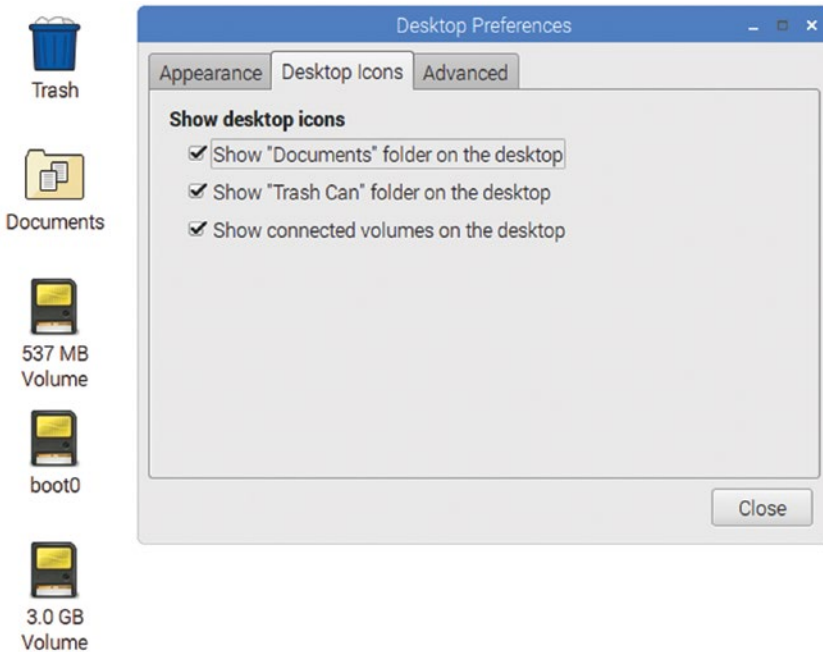 Trash
Documents
537 MB
Volume
boot0
3.0 GB
Volume
Desktop Preferences
Appearance
Desktop Icons
Advanced
Show desktop icons
Show "Documents" folder on the desktop
Show "Trash Can" folder on the desktop
Show connected volumes on the desktop
Close